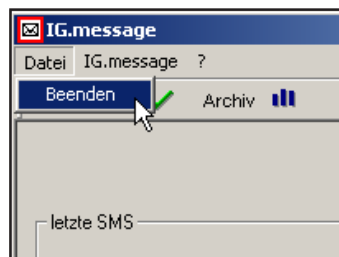 IG.message
Datei IG.message ?
Beenden Archiv
letzte SMS